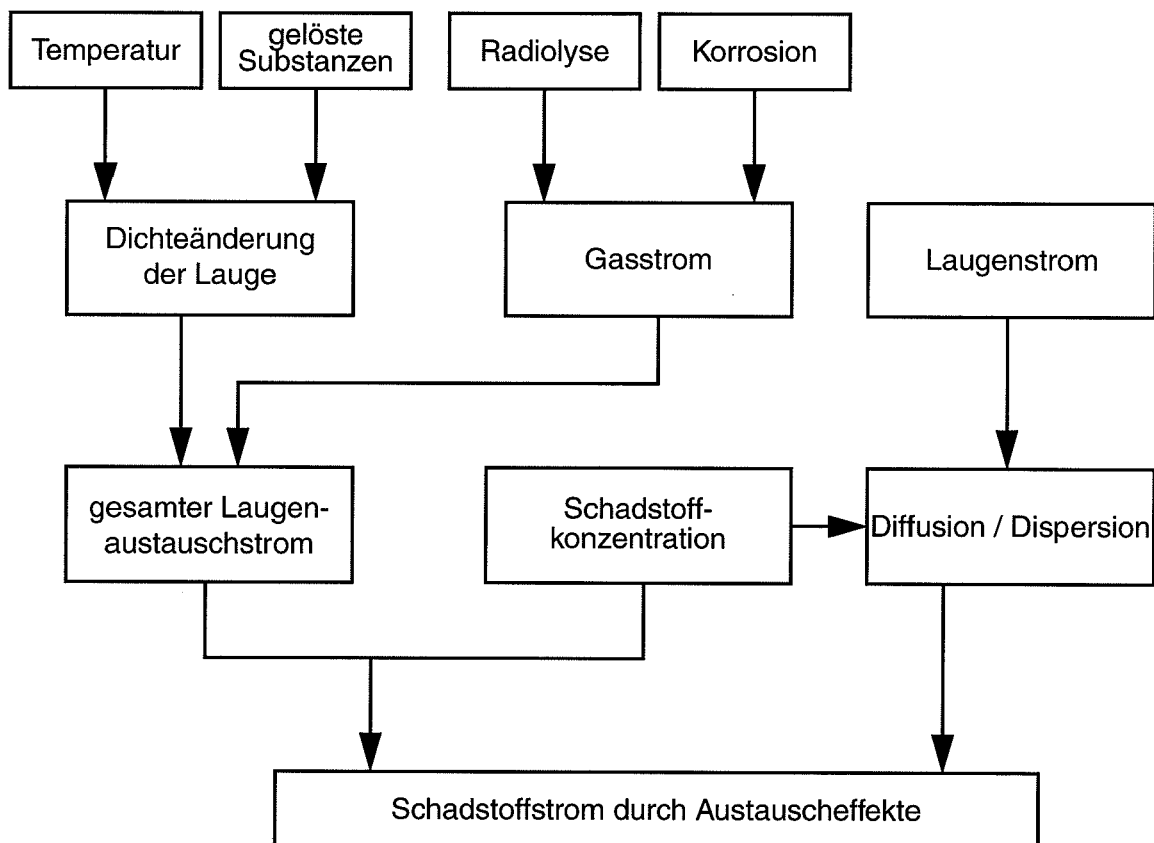 Temperatur
gelöste
Substanzen
Radiolyse
Korrosion
Dichteänderung
der Lauge
Gasstrom
Laugenstrom
gesamter Laugen-
austauschstrom
Schadstoff-
konzentration
Diffusion / Dispersion
Schadstoffstrom durch Austauscheffekte